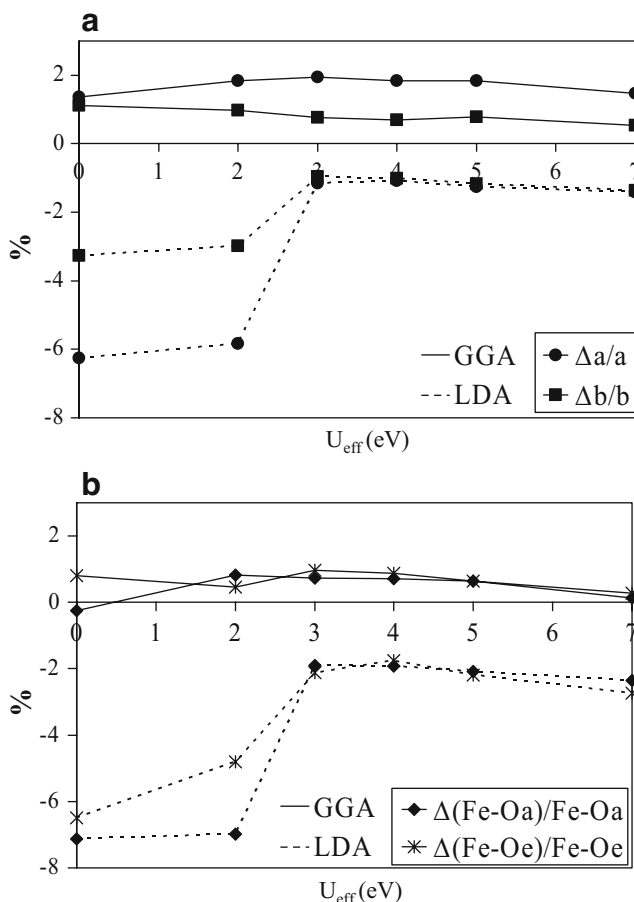 a
2
0
0 1 2 3 4 5 6 7
-2
%
-4
-6
GGA Δa/a
LDA Δb/b
-8
U_eff (eV)
b
2
0
0 1 2 3 4 5 6 7
-2
%
-4
-6
GGA Δ(Fe-Oa)/Fe-Oa
LDA Δ(Fe-Oe)/Fe-Oe
-8
U_eff (eV)